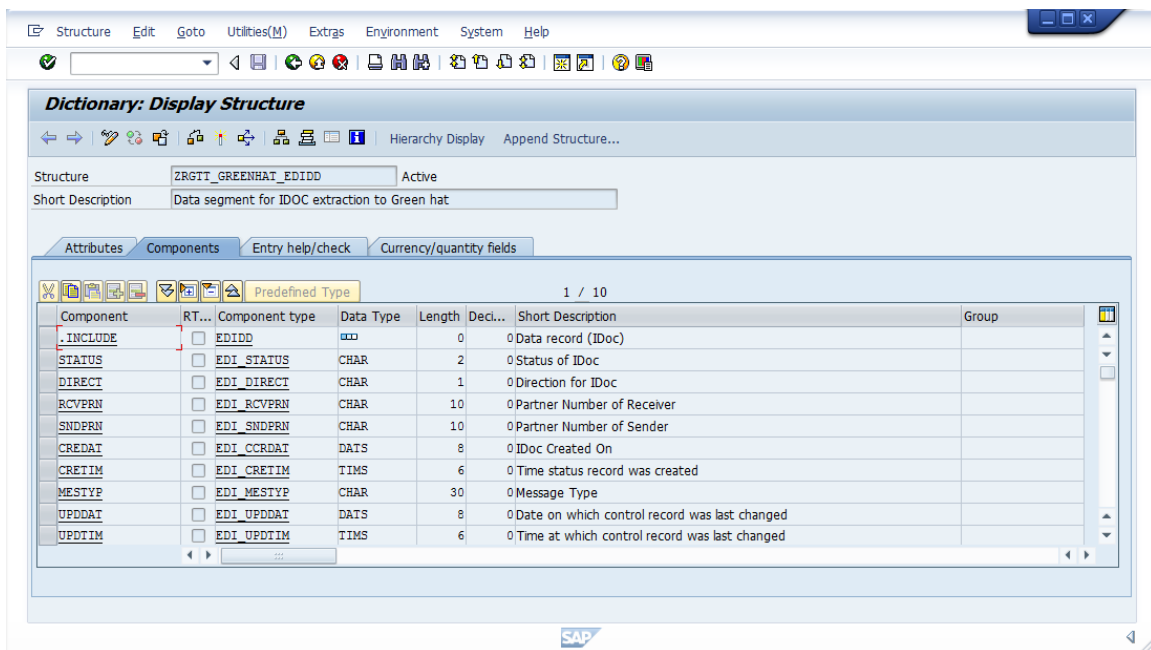 Structure Edit Goto Utilities(M) Extras Environment System Help
Dictionary: Display Structure
Hierarchy Display Append Structure...
Structure ZRGTT_GREENHAT_EDIDD Active
Short Description Data segment for IDOC extraction to Green hat
Attributes Components Entry help/check Currency/quantity fields
Predefined Type 1 / 10
Component RT... Component type Data Type Length Deci... Short Description Group
.INCLUDE EDIDD 0 0 Data record (IDoc)
STATUS EDI_STATUS CHAR 2 0 Status of IDoc
DIRECT EDI_DIRECT CHAR 1 0 Direction for IDoc
RCVPRN EDI_RCVPRN CHAR 10 0 Partner Number of Receiver
SNDPRN EDI_SNDPRN CHAR 10 0 Partner Number of Sender
CREDAT EDI_CCRDAT DATS 8 0 IDoc Created On
CRETIM EDI_CRETIM TIMS 6 0 Time status record was created
MESTYP EDI_MESTYP CHAR 30 0 Message Type
UPDDAT EDI_UPDDAT DATS 8 0 Date on which control record was last changed
UPDTIM EDI_UPDTIM TIMS 6 0 Time at which control record was last changed
SAP